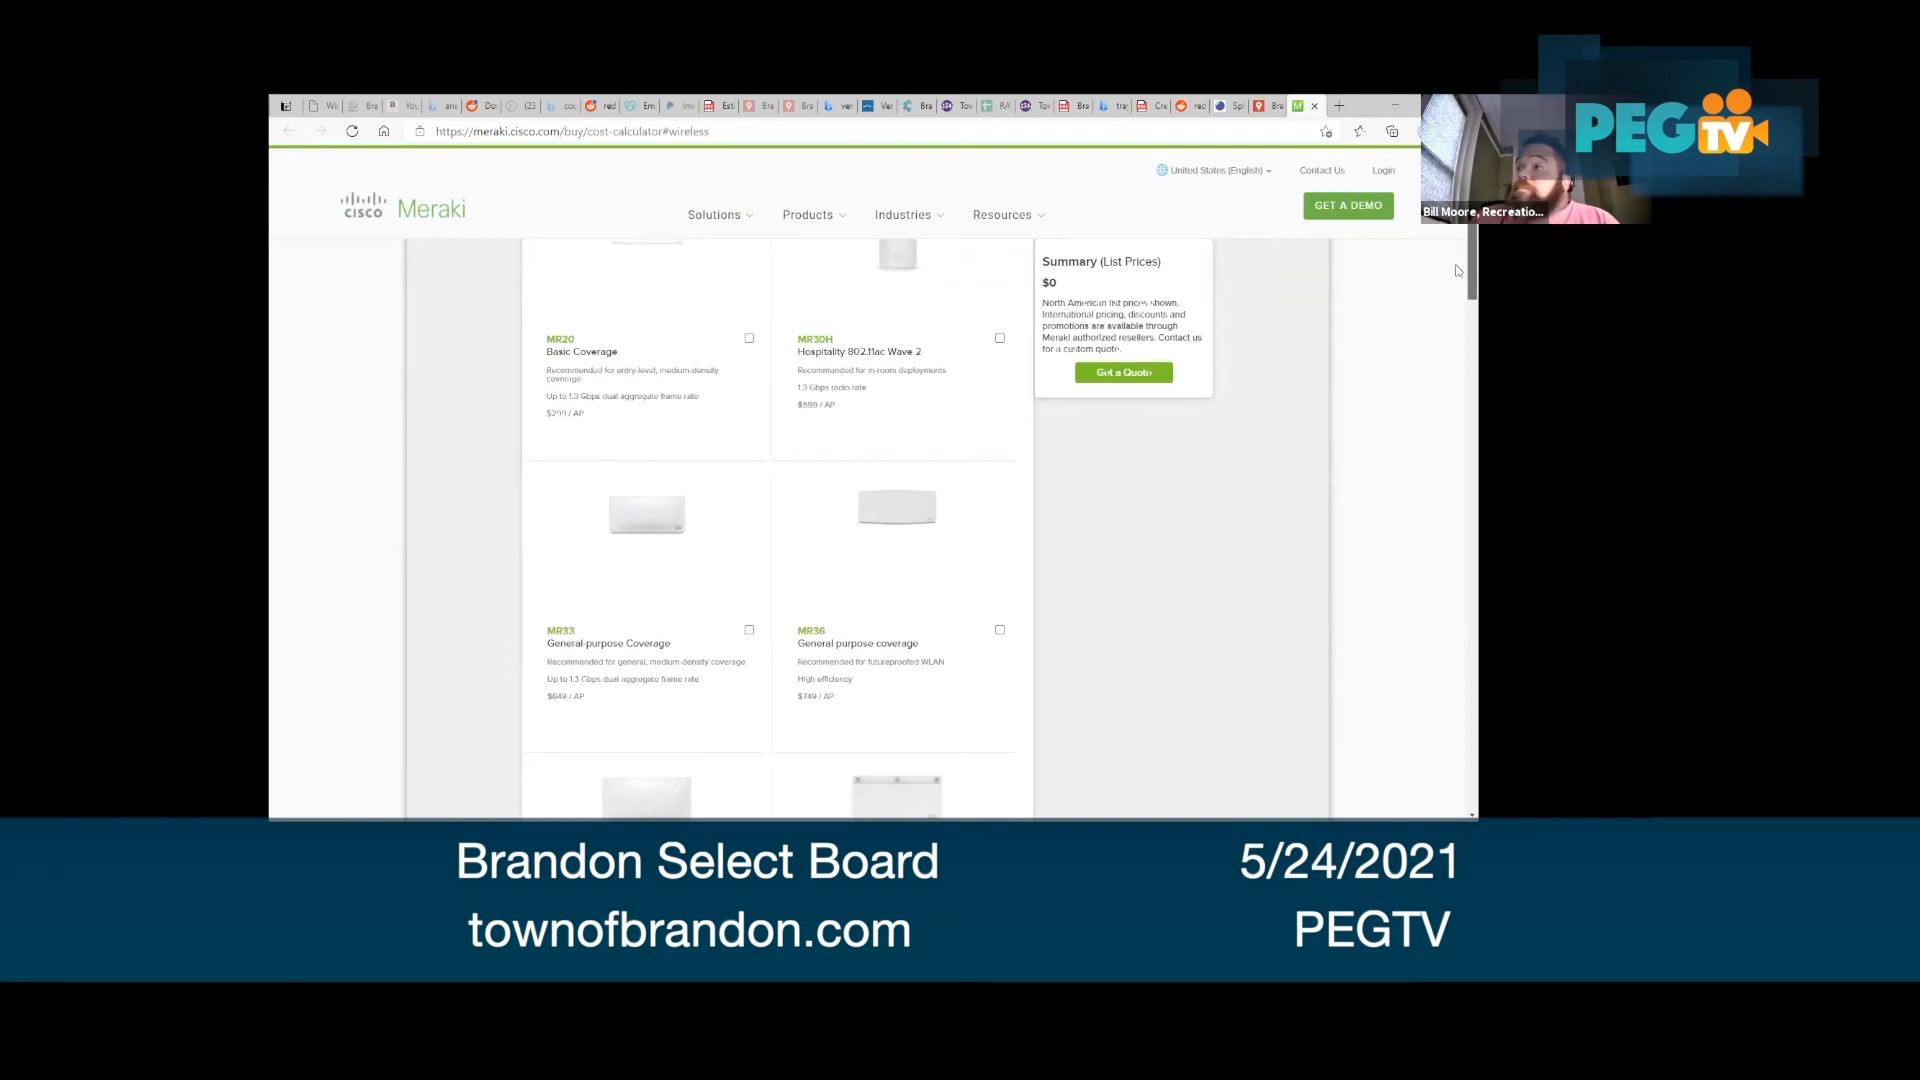 https://meraki.cisco.com/buy/cost-calculator#wireless
PEG TV
United States (English)
Contact Us
Login
CISCO Meraki
Solutions
Products
Industries
Resources
GET A DEMO
Bill Moore, Recreatio...
Summary (List Prices)
$0
North American list prices shown.
International pricing, discounts and
promotions are available through
Meraki authorized resellers. Contact us
for a custom quote.
Get a Quote
MR20
Basic Coverage
Recommended for entry-level, medium-density
coverage
Up to 1.3 Gbps dual aggregate frame rate
$299 / AP
MR30H
Hospitality 802.11ac Wave 2
Recommended for in-room deployments
1.3 Gbps radio rate
$599 / AP
MR33
General-purpose Coverage
Recommended for general, medium-density coverage
Up to 1.3 Gbps dual aggregate frame rate
$649 / AP
MR36
General purpose coverage
Recommended for futureproofed WLAN
High efficiency
$749 / AP
Brandon Select Board
5/24/2021
townofbrandon.com
PEGTV